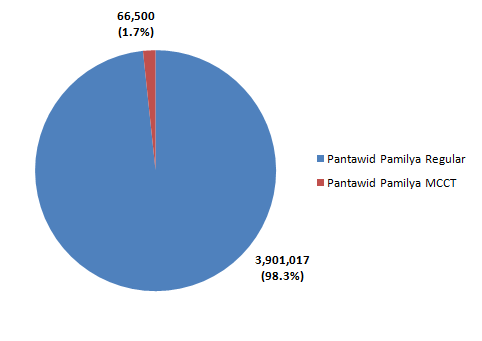 66,500
(1.7%)
Pantawid Pamilya Regular
Pantawid Pamilya MCCT
3,901,017
(98.3%)